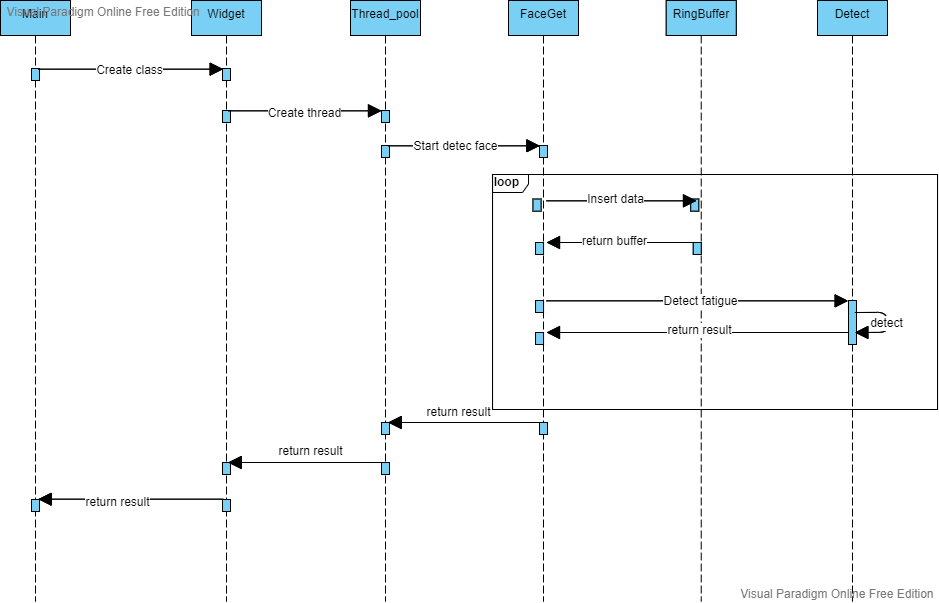 Visual Paradigm Online Free Edition
Main
Widget
Thread_pool
FaceGet
RingBuffer
Detect
Create class
Create thread
Start detec face
loop
Insert data
return buffer
Detect fatigue
detect
return result
return result
return result
return result
Visual Paradigm Online Free Edition